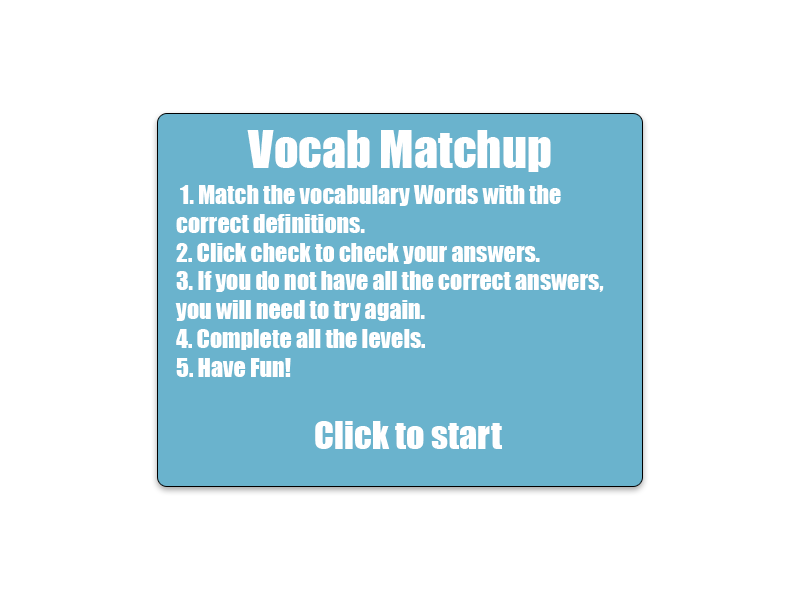 Vocab Matchup
1. Match the vocabulary Words with the
correct definitions.
2. Click check to check your answers.
3. If you do not have all the correct answers,
you will need to try again.
4. Complete all the levels.
5. Have Fun!
Click to start